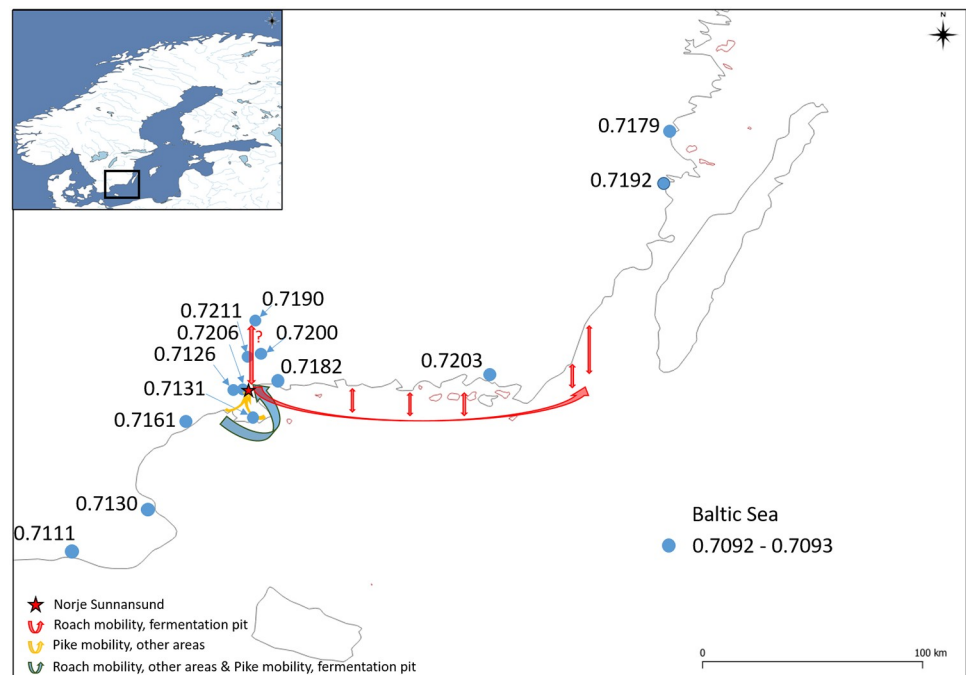 N
0.7179
0.7192
0.7190
0.7211
0.7206
?
0.7200
0.7126
0.7182
0.7203
0.7131
0.7161
0.7130
0.7111
Baltic Sea
0.7092 - 0.7093
Norje Sunnansund
Roach mobility, fermentation pit
Pike mobility, other areas
Roach mobility, other areas & Pike mobility, fermentation pit
0 100 km